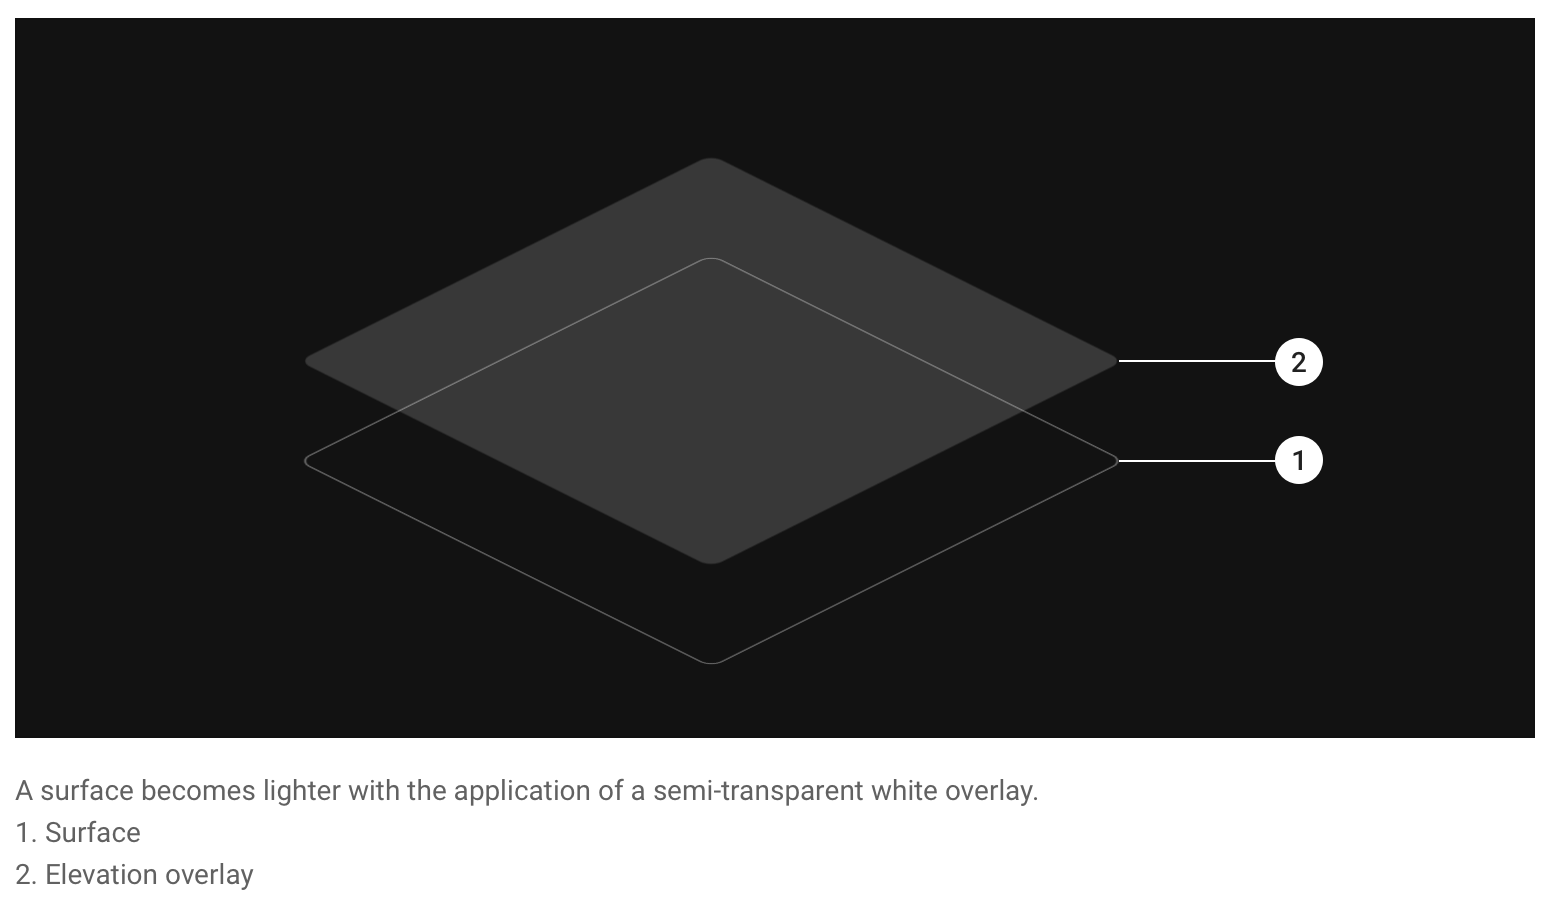 2
1
A surface becomes lighter with the application of a semi-transparent white overlay.
1. Surface
2. Elevation overlay